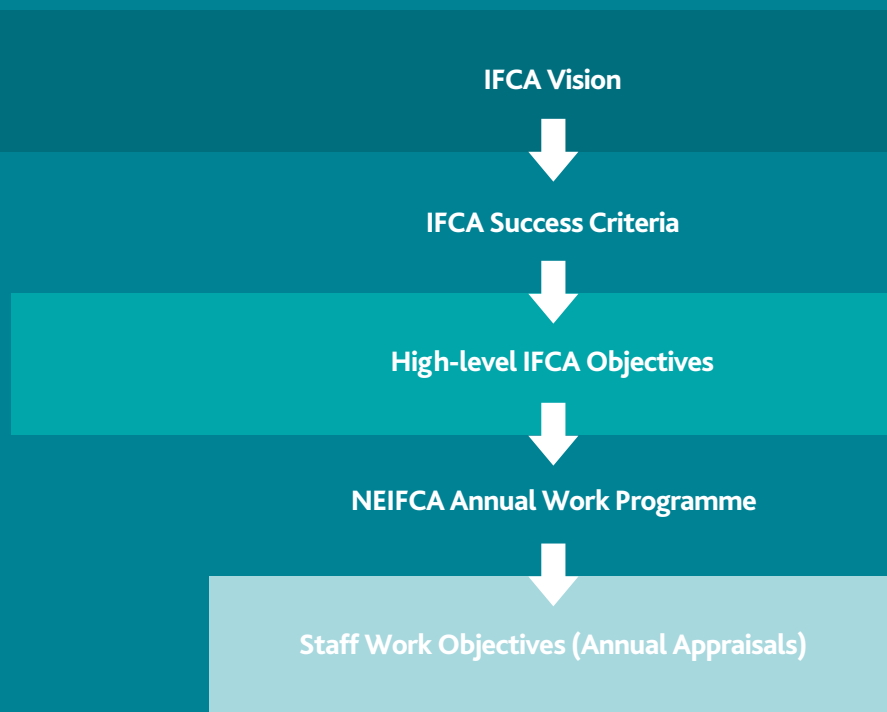 IFCA Vision
IFCA Success Criteria
High-level IFCA Objectives
NEIFCA Annual Work Programme
Staff Work Objectives (Annual Appraisals)